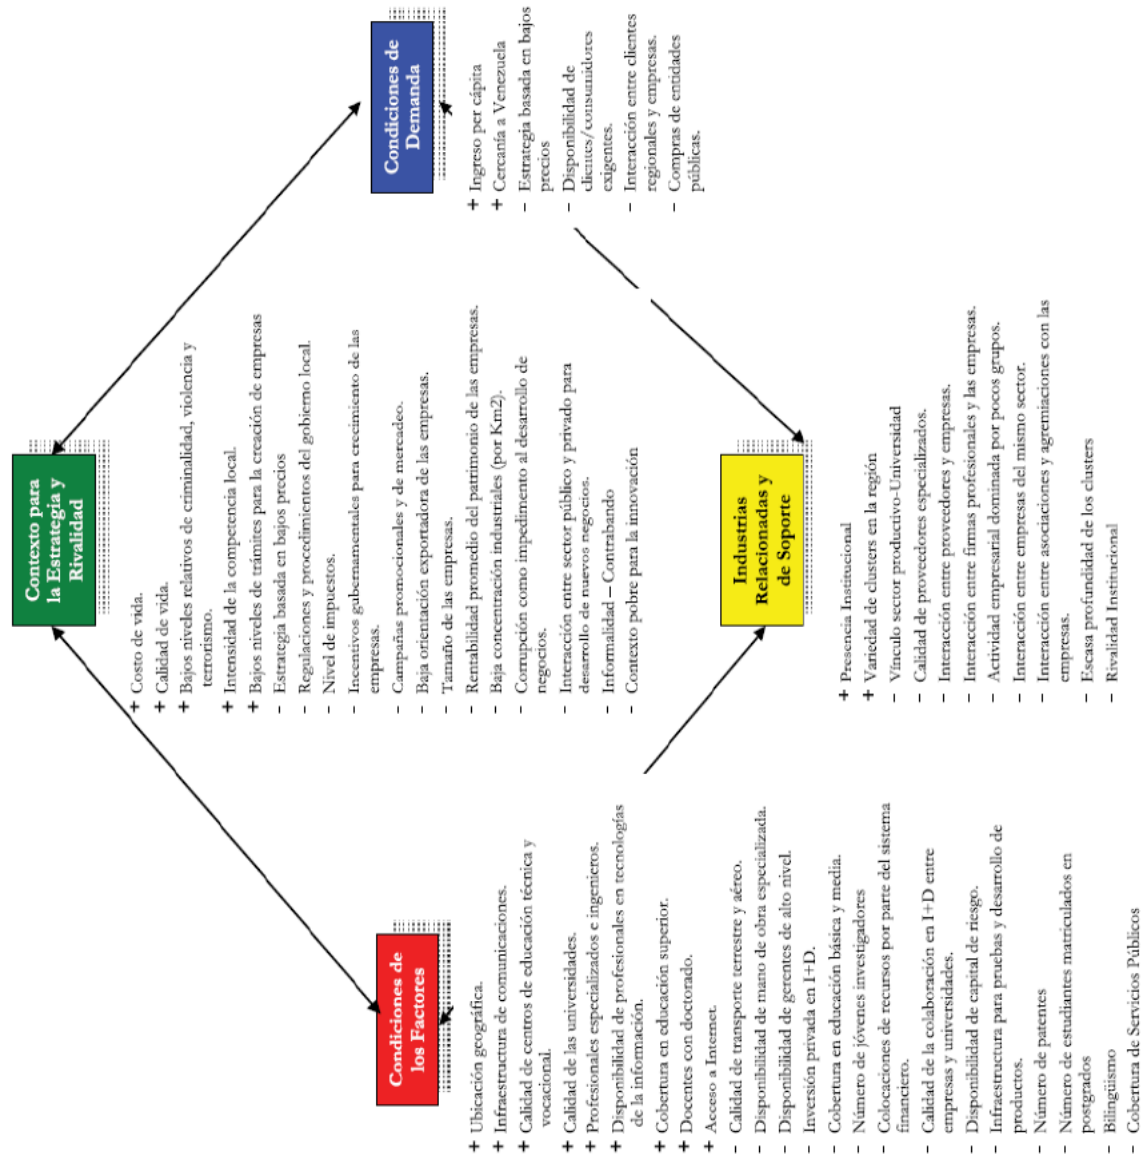 Contexto para
la Estrategia y
Rivalidad
+ Costo de vida.
+ Calidad de vida.
+ Bajos niveles relativos de criminalidad, violencia y
terrorismo.
+ Intensidad de la competencia local.
+ Bajos niveles de trámites para la creación de empresas
– Estrategia basada en bajos precios
– Regulaciones y procedimientos del gobierno local.
– Nivel de impuestos.
– Incentivos gubernamentales para crecimiento de las
empresas.
– Campañas promocionales y de mercadeo.
– Baja orientación exportadora de las empresas.
– Tamaño de las empresas.
– Rentabilidad promedio del patrimonio de las empresas.
– Baja concentración industriales (por Km2).
– Corrupción como impedimento al desarrollo de
negocios.
– Interacción entre sector público y privado para
desarrollo de nuevos negocios.
– Informalidad – Contrabando
– Contexto pobre para la innovación
Condiciones de
los Factores
+ Ubicación geográfica.
+ Infraestructura de comunicaciones.
+ Calidad de centros de educación técnica y
vocacional.
+ Calidad de las universidades.
+ Profesionales especializados e ingenieros.
+ Disponibilidad de profesionales en tecnologías
de la información.
+ Cobertura en educación superior.
+ Docentes con doctorado.
+ Acceso a Internet.
– Calidad de transporte terrestre y aéreo.
– Disponibilidad de mano de obra especializada.
– Disponibilidad de gerentes de alto nivel.
– Inversión privada en I+D.
– Cobertura en educación básica y media.
– Número de jóvenes investigadores
– Colocaciones de recursos por parte del sistema
financiero.
– Calidad de la colaboración en I+D entre
empresas y universidades.
– Disponibilidad de capital de riesgo.
– Infraestructura para pruebas y desarrollo de
productos.
– Número de patentes
– Número de estudiantes matriculados en
postgrados
– Bilingüismo
– Cobertura de Servicios Públicos
Condiciones de
Demanda
+ Ingreso per cápita
+ Cercanía a Venezuela
– Estrategia basada en bajos
precios
– Disponibilidad de
clientes/consumidores
exigentes.
– Interacción entre clientes
regionales y empresas.
– Compras de entidades
públicas.
Industrias
Relacionadas y
de Soporte
+ Presencia Institucional
+ Variedad de clusters en la región
– Vínculo sector productivo-Universidad
– Calidad de proveedores especializados.
– Interacción entre proveedores y empresas.
– Interacción entre firmas profesionales y las empresas.
– Actividad empresarial dominada por pocos grupos.
– Interacción entre empresas del mismo sector.
– Interacción entre asociaciones y agremiaciones con las
empresas.
– Escasa profundidad de los clusters
– Rivalidad Institucional